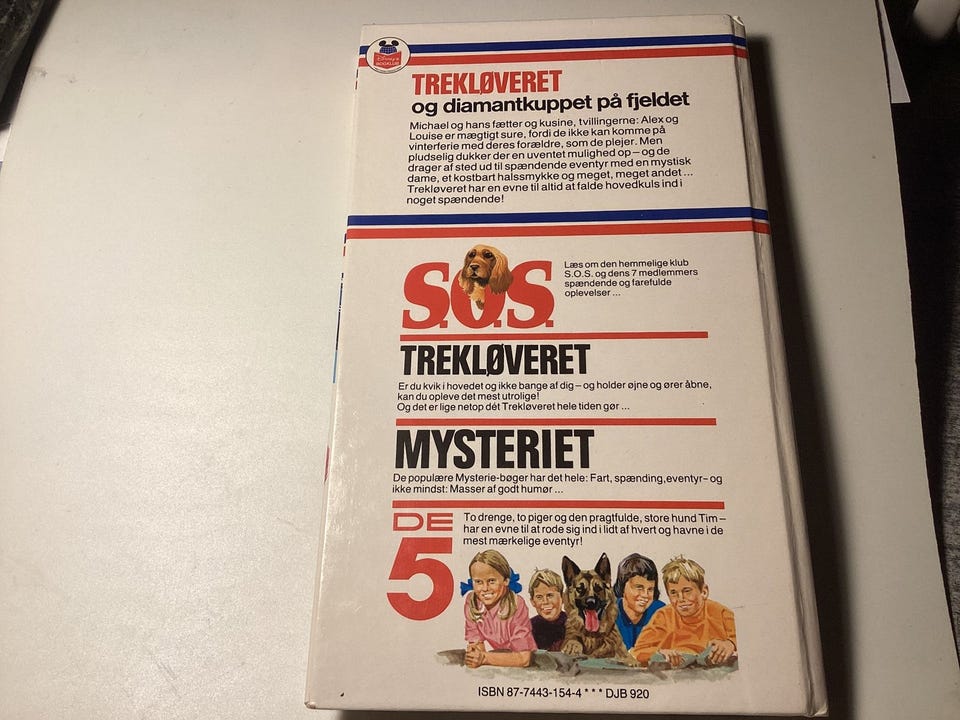 Disney's
BOGKLUB
TREKLØVERET
og diamantkuppet på fjeldet
Michael og hans fætter og kusine, tvillingerne: Alex og
Louise er mægtigt sure, fordi de ikke kan komme på
vinterferie med deres forældre, som de plejer. Men
pludselig dukker der en uventet mulighed op – og de
drager af sted ud til spændende eventyr med en mystisk
dame, et kostbart halssmykke og meget, meget andet ...
Trekløveret har en evne til altid at falde hovedkuls ind i
noget spændende!
S.O.S.
Læs om den hemmelige klub
S.O.S. og dens 7 medlemmers
spændende og farefulde
oplevelser ...
TREKLØVERET
Er du kvik i hovedet og ikke bange af dig – og holder øjne og ører åbne,
kan du opleve det mest utrolige!
Og det er lige netop dét Trekløveret hele tiden gør ...
MYSTERIET
De populære Mysterie-bøger har det hele: Fart, spænding, eventyr – og
ikke mindst: Masser af godt humør ...
DE
5
To drenge, to piger og den pragtfulde, store hund Tim –
har en evne til at rode sig ind i lidt af hvert og havne i de
mest mærkelige eventyr!
ISBN 87-7443-154-4 * * * DJB 920